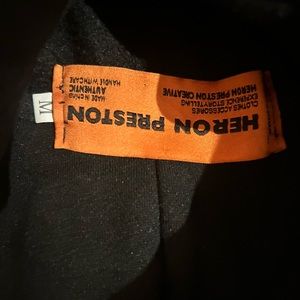 HERON PRESTON
CLOTHES ACCESSORIES
EXPERIENCE STORYTELLING
HERON PRESTON CREATIVE
MADE IN CHINA
AUTHENTIC
HANDLE WITH CARE
M